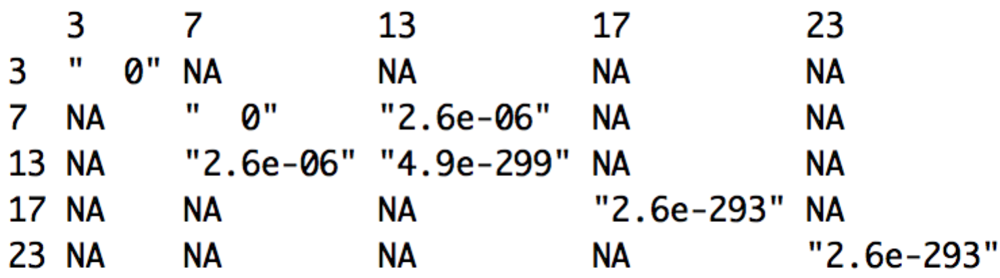 3     7         13         17         23
3  "  0" NA        NA         NA         NA
7  NA    "  0"     "2.6e-06"  NA         NA
13 NA    "2.6e-06" "4.9e-299" NA         NA
17 NA    NA        NA         "2.6e-293" NA
23 NA    NA        NA         NA         "2.6e-293"